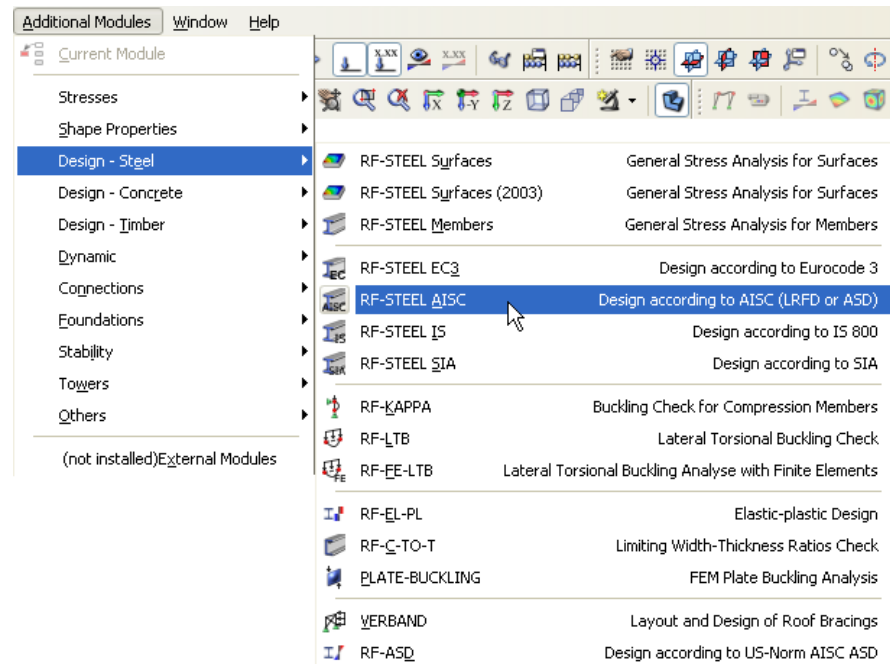 Additional Modules Window Help
Current Module
x.xx x.xx
X -Y Z
Stresses
Shape Properties
Design - Steel
Design - Concrete
Design - Timber
Dynamic
Connections
Foundations
Stability
Towers
Others
(not installed)External Modules
RF-STEEL Surfaces General Stress Analysis for Surfaces
RF-STEEL Surfaces (2003) General Stress Analysis for Surfaces
RF-STEEL Members General Stress Analysis for Members
EC RF-STEEL EC3 Design according to Eurocode 3
AISC RF-STEEL AISC Design according to AISC (LRFD or ASD)
IS RF-STEEL IS Design according to IS 800
SIA RF-STEEL SIA Design according to SIA
RF-KAPPA Buckling Check for Compression Members
RF-LTB Lateral Torsional Buckling Check
FE RF-FE-LTB Lateral Torsional Buckling Analyse with Finite Elements
RF-EL-PL Elastic-plastic Design
RF-C-TO-T Limiting Width-Thickness Ratios Check
PLATE-BUCKLING FEM Plate Buckling Analysis
VERBAND Layout and Design of Roof Bracings
RF-ASD Design according to US-Norm AISC ASD